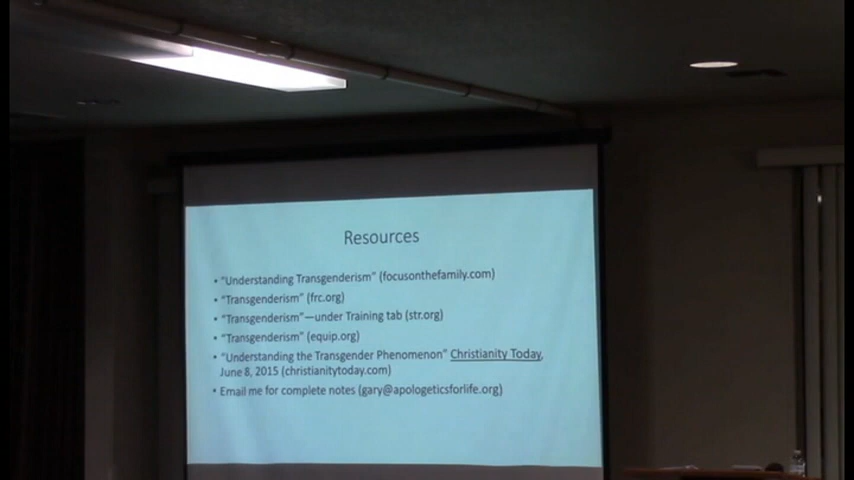 Resources
• "Understanding Transgenderism" (focusonthefamily.com)
• "Transgenderism" (frc.org)
• "Transgenderism"—under Training tab (str.org)
• "Transgenderism" (equip.org)
• "Understanding the Transgender Phenomenon" Christianity Today,
June 8, 2015 (christianitytoday.com)
• Email me for complete notes (gary@apologeticsforlife.org)